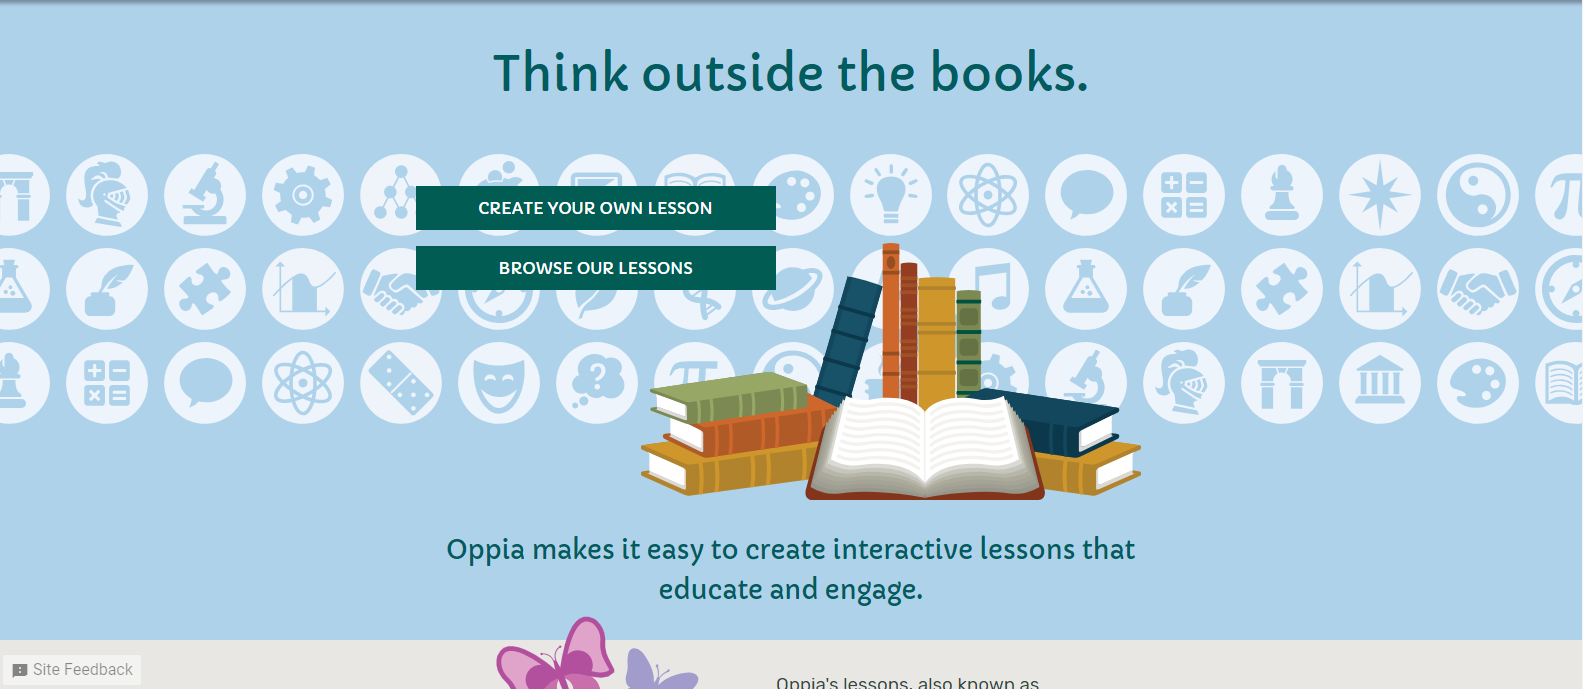 Think outside the books.
CREATE YOUR OWN LESSON
BROWSE OUR LESSONS
Oppia makes it easy to create interactive lessons that
educate and engage.
Site Feedback
Oppia's lessons, also known as